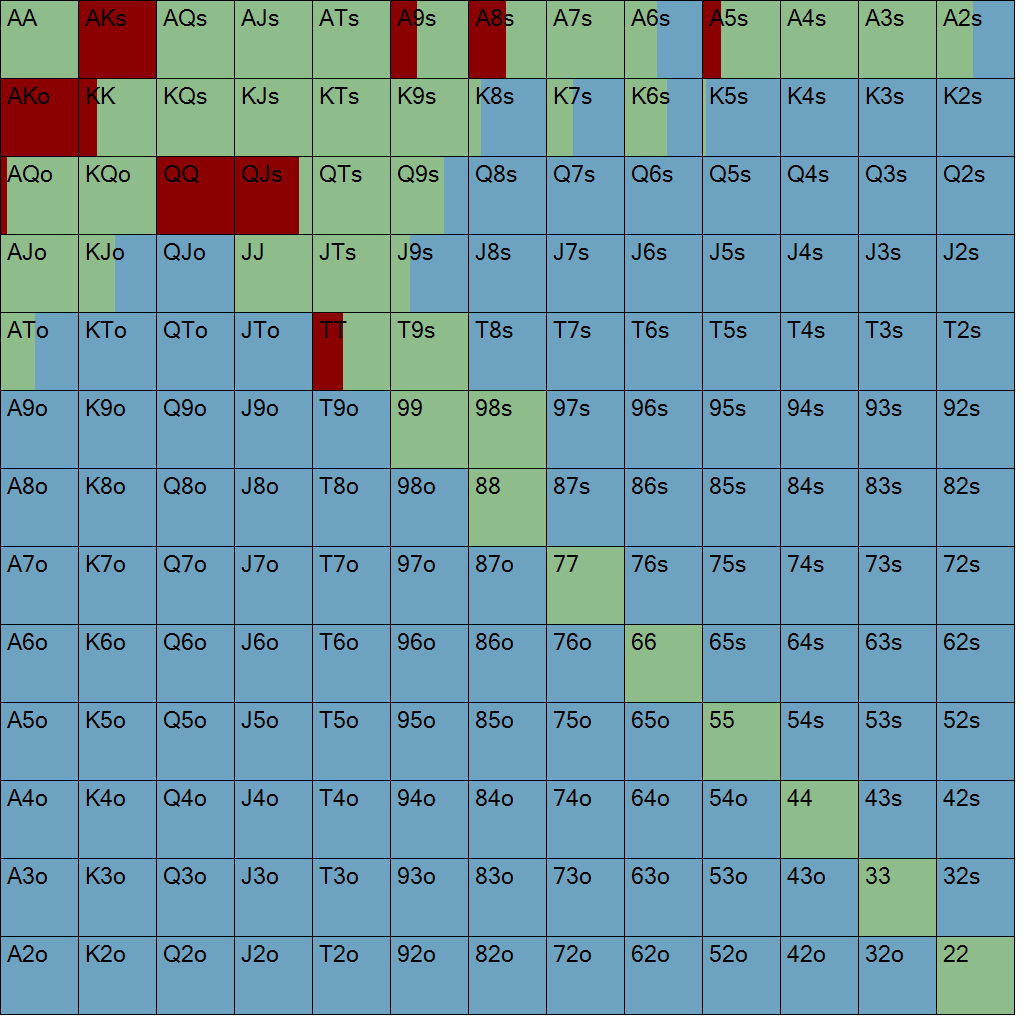 AA AKs AQs AJs ATs A9s A8s A7s A6s A5s A4s A3s A2s
AKo KK KQs KJs KTs K9s K8s K7s K6s K5s K4s K3s K2s
AQo KQo QQ QJs QTs Q9s Q8s Q7s Q6s Q5s Q4s Q3s Q2s
AJo KJo QJo JJ JTs J9s J8s J7s J6s J5s J4s J3s J2s
ATo KTo QTo JTo TT T9s T8s T7s T6s T5s T4s T3s T2s
A9o K9o Q9o J9o T9o 99 98s 97s 96s 95s 94s 93s 92s
A8o K8o Q8o J8o T8o 98o 88 87s 86s 85s 84s 83s 82s
A7o K7o Q7o J7o T7o 97o 87o 77 76s 75s 74s 73s 72s
A6o K6o Q6o J6o T6o 96o 86o 76o 66 65s 64s 63s 62s
A5o K5o Q5o J5o T5o 95o 85o 75o 65o 55 54s 53s 52s
A4o K4o Q4o J4o T4o 94o 84o 74o 64o 54o 44 43s 42s
A3o K3o Q3o J3o T3o 93o 83o 73o 63o 53o 43o 33 32s
A2o K2o Q2o J2o T2o 92o 82o 72o 62o 52o 42o 32o 22